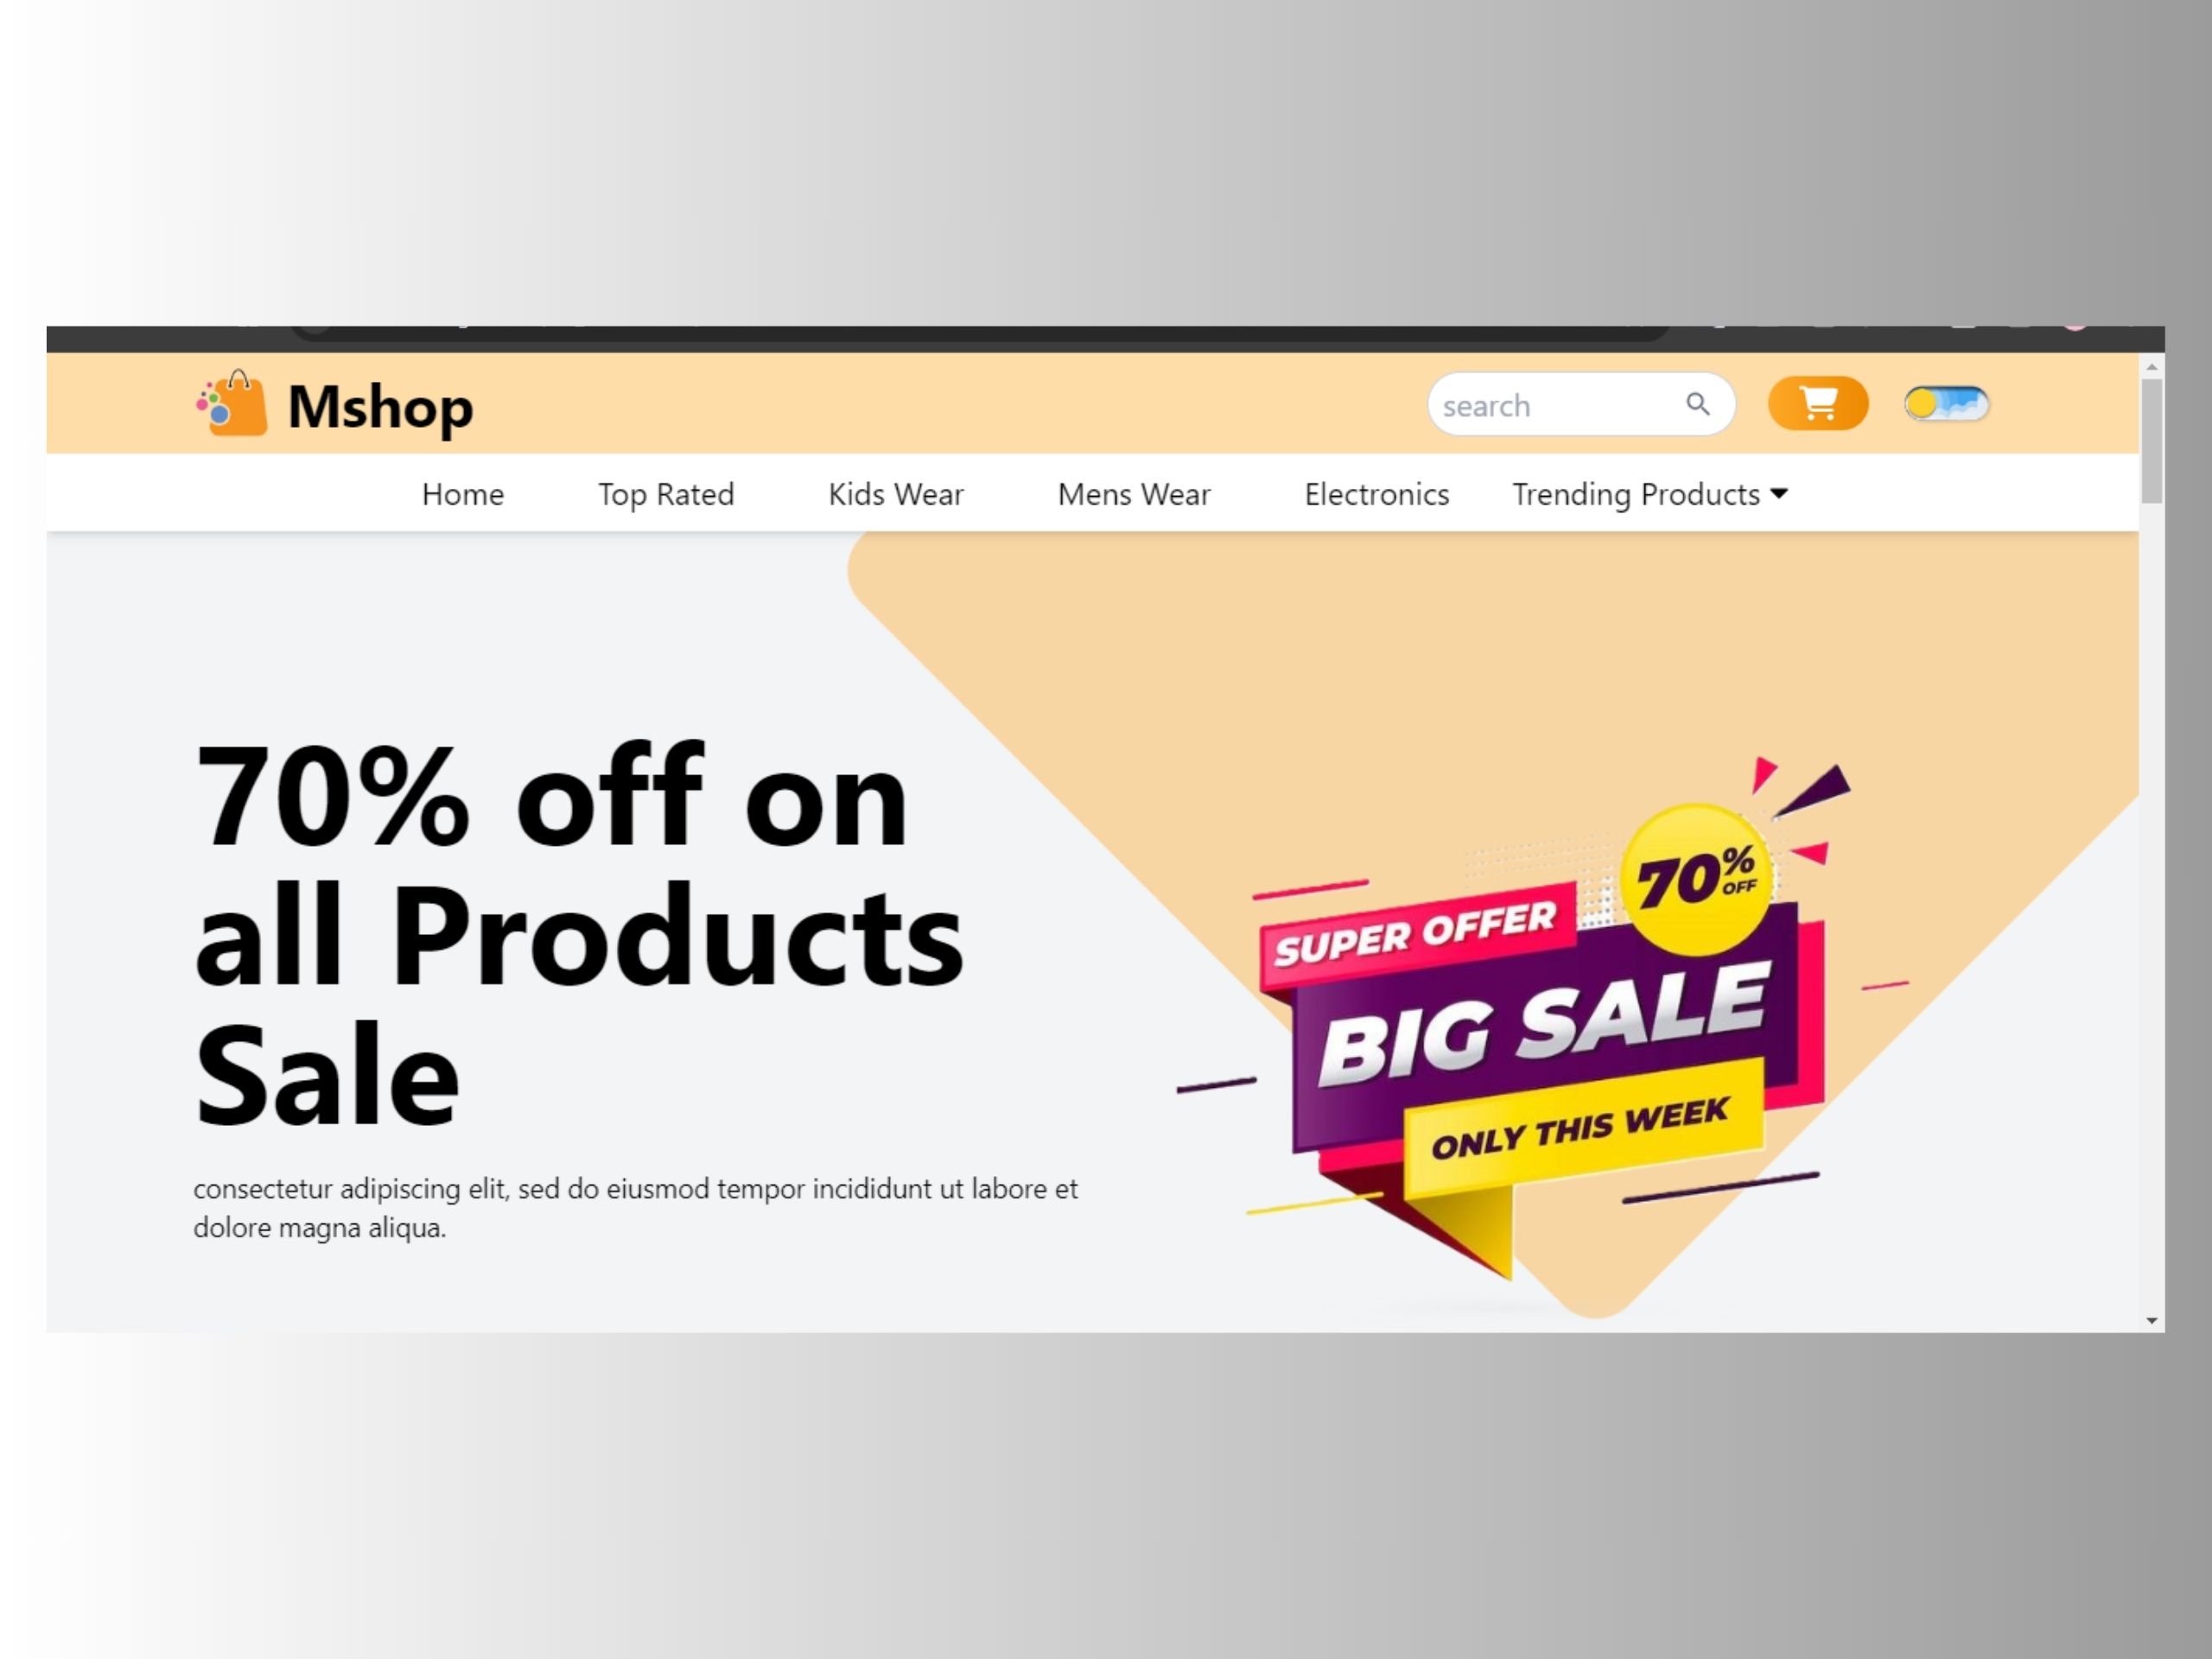 Mshop
search
Home Top Rated Kids Wear Mens Wear Electronics Trending Products
70% off on
all Products
Sale
consectetur adipiscing elit, sed do eiusmod tempor incididunt ut labore et
dolore magna aliqua.
70% OFF
SUPER OFFER
BIG SALE
ONLY THIS WEEK